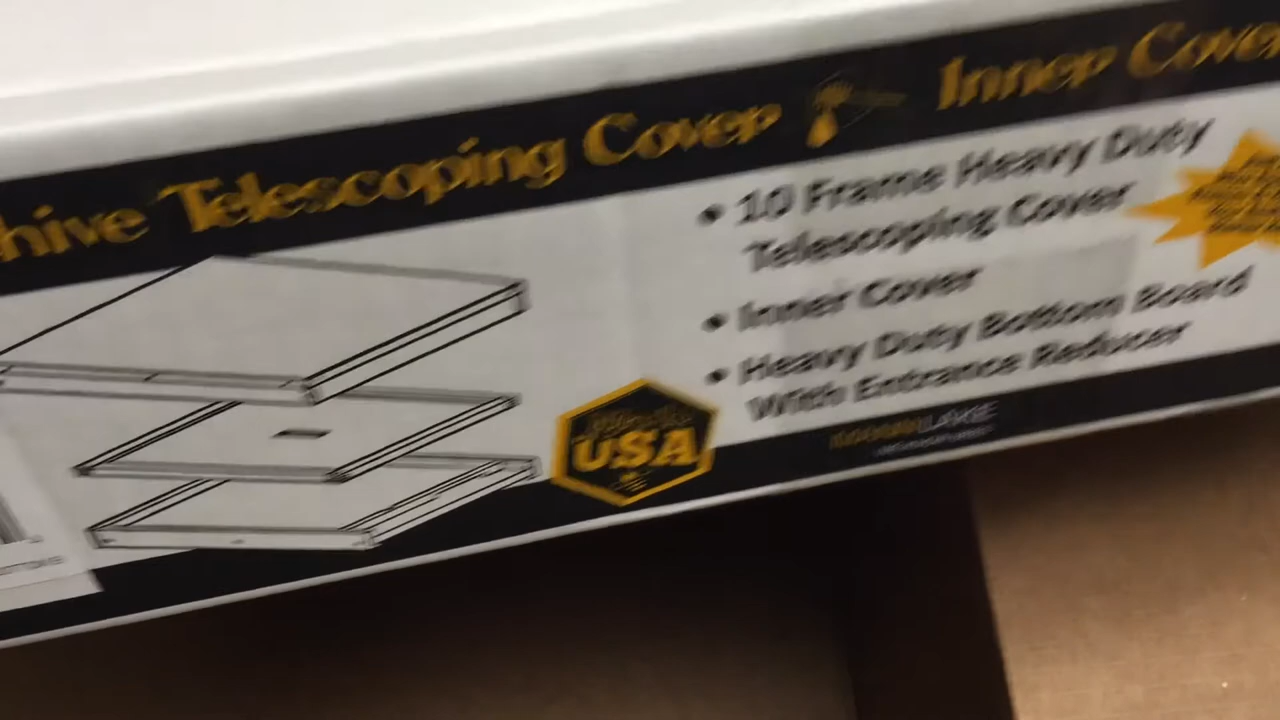 hive Telescoping Cover Inner Cover
• 10 Frame Heavy Duty
Telescoping Cover
• Inner Cover
• Heavy Duty Bottom Board
With Entrance Reducer
USA
LAKE